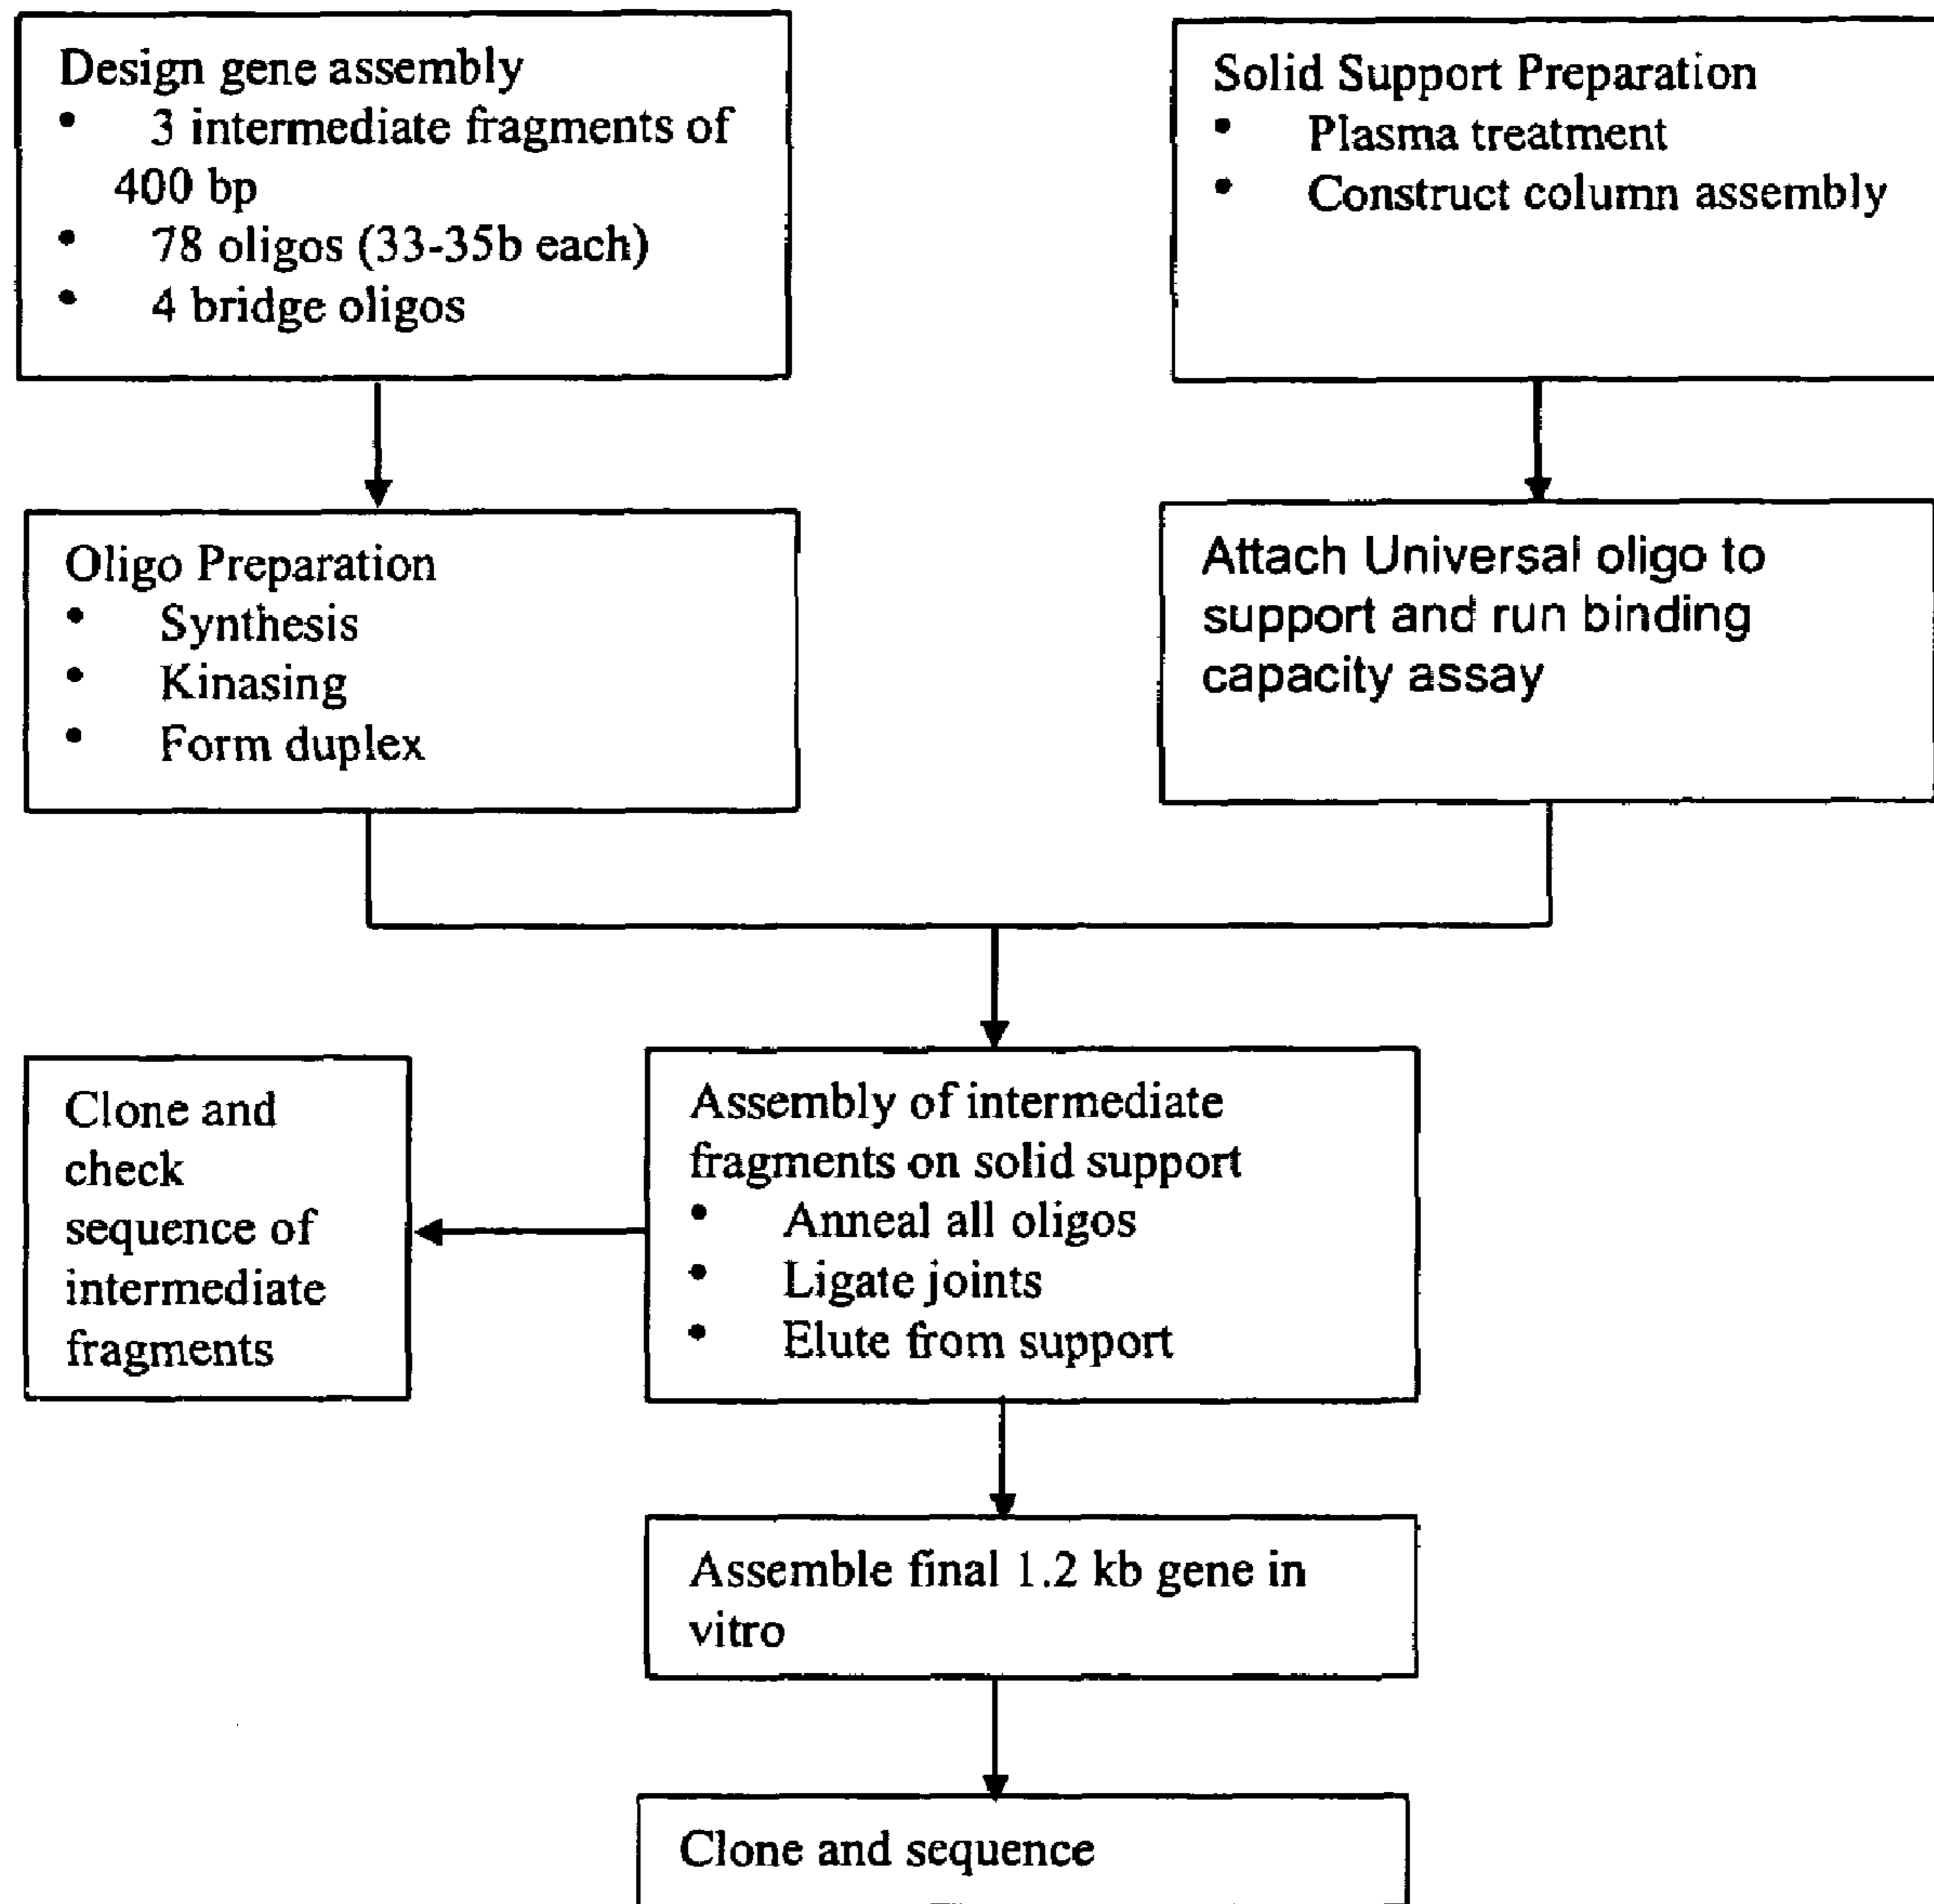 Design gene assembly
• 3 intermediate fragments of
400 bp
• 78 oligos (33-35b each)
• 4 bridge oligos
Solid Support Preparation
• Plasma treatment
• Construct column assembly
Oligo Preparation
• Synthesis
• Kinasing
• Form duplex
Attach Universal oligo to
support and run binding
capacity assay
Clone and
check
sequence of
intermediate
fragments
Assembly of intermediate
fragments on solid support
• Anneal all oligos
• Ligate joints
• Elute from support
Assemble final 1.2 kb gene in
vitro
Clone and sequence